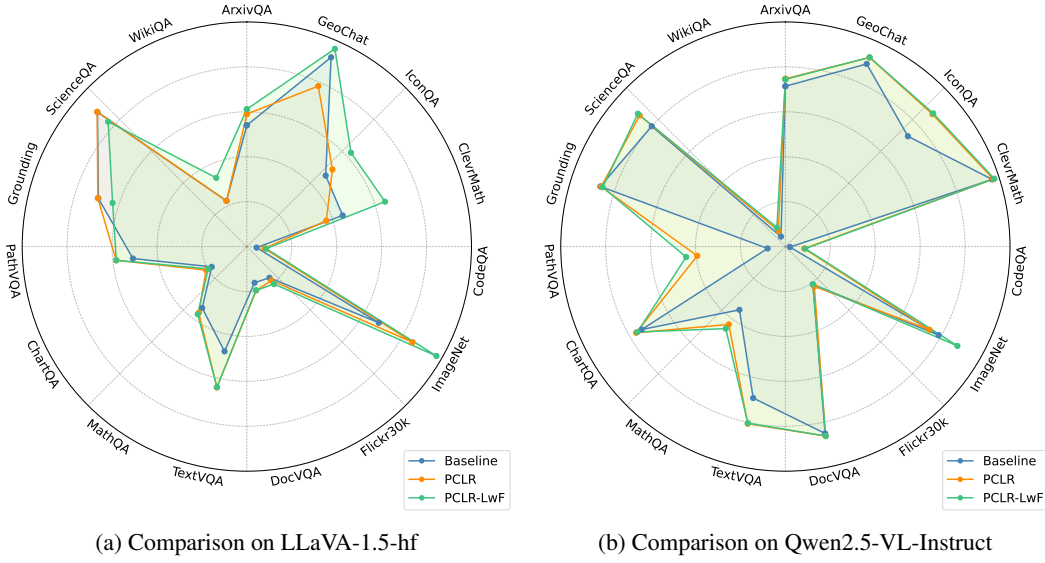 ArxivQA
GeoChat
IconQA
ClevrMath
CodeQA
ImageNet
Flickr30k
DocVQA
TextVQA
MathQA
ChartQA
PathVQA
Grounding
ScienceQA
WikiQA
Baseline
PCLR
PCLR-LwF
(a) Comparison on LLaVA-1.5-hf
ArxivQA
GeoChat
IconQA
ClevrMath
CodeQA
ImageNet
Flickr30k
DocVQA
TextVQA
MathQA
ChartQA
PathVQA
Grounding
ScienceQA
WikiQA
Baseline
PCLR
PCLR-LwF
(b) Comparison on Qwen2.5-VL-Instruct